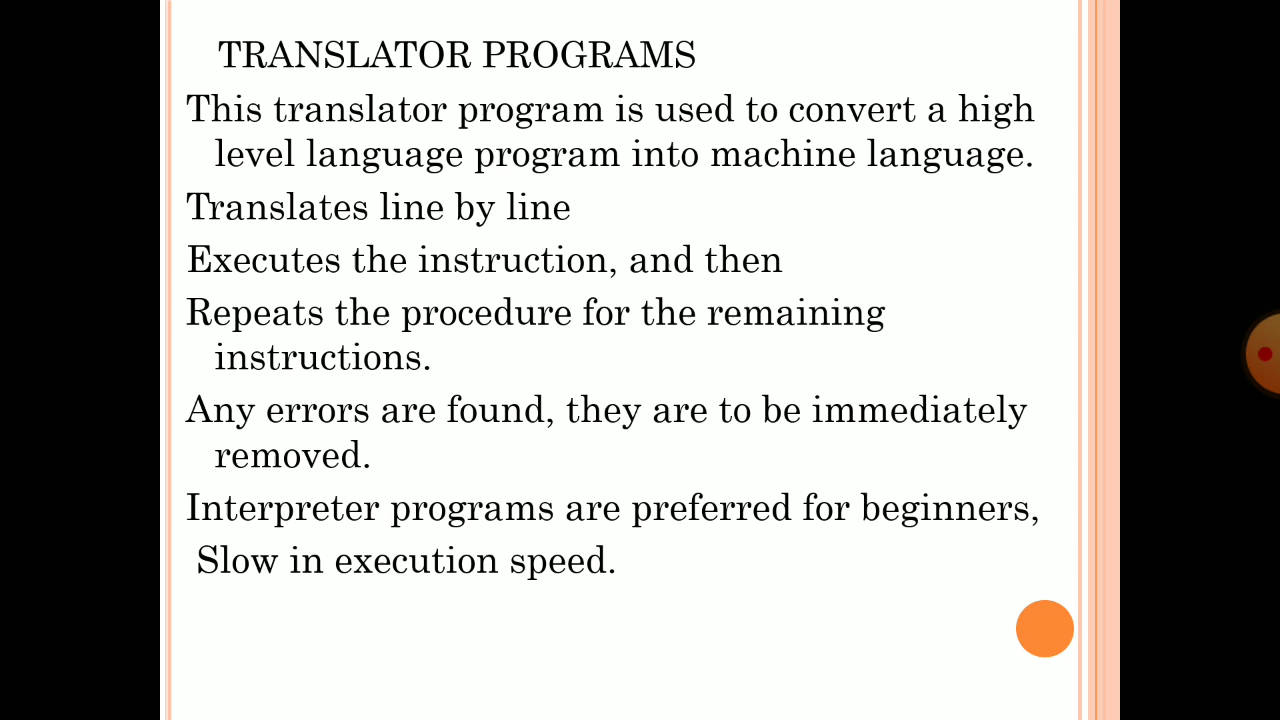 TRANSLATOR PROGRAMS
This translator program is used to convert a high
level language program into machine language.
Translates line by line
Executes the instruction, and then
Repeats the procedure for the remaining
instructions.
Any errors are found, they are to be immediately
removed.
Interpreter programs are preferred for beginners,
Slow in execution speed.